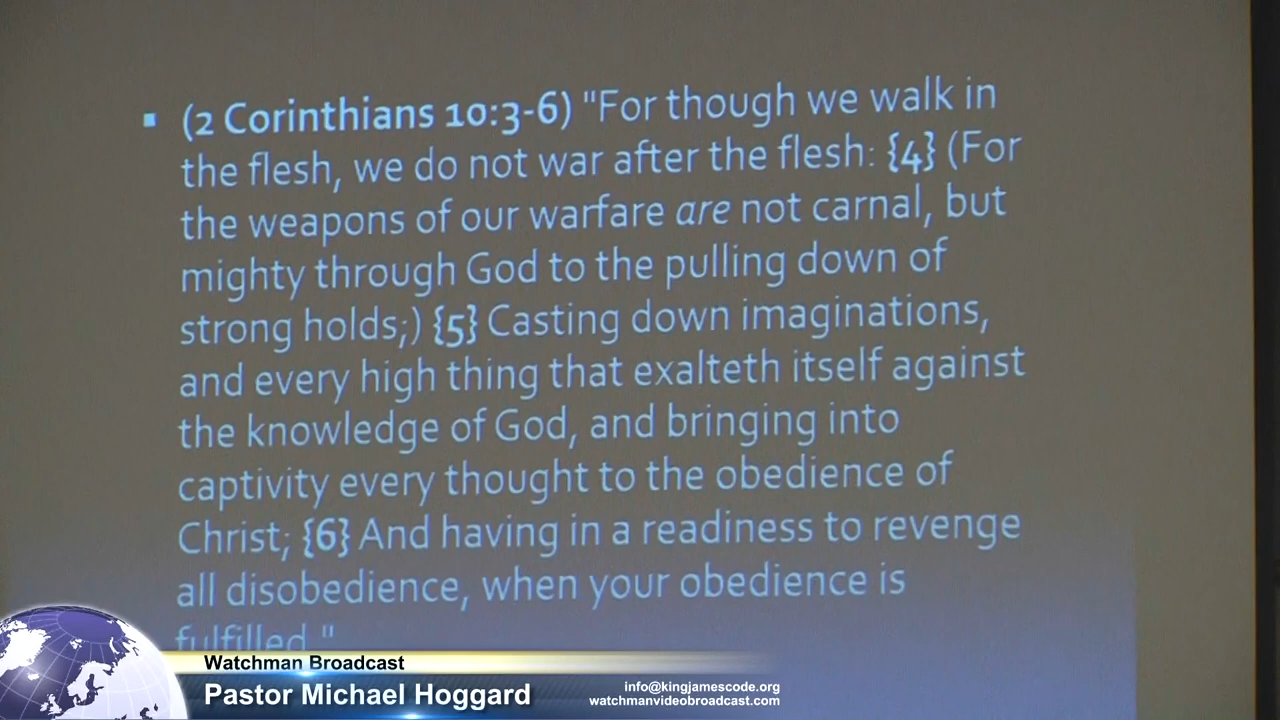 ▪ (2 Corinthians 10:3-6) "For though we walk in
the flesh, we do not war after the flesh: {4} (For
the weapons of our warfare are not carnal, but
mighty through God to the pulling down of
strong holds;) {5} Casting down imaginations,
and every high thing that exalteth itself against
the knowledge of God, and bringing into
captivity every thought to the obedience of
Christ; {6} And having in a readiness to revenge
all disobedience, when your obedience is
fulfilled."
Watchman Broadcast
Pastor Michael Hoggard
info@kingjamescode.org
watchmanvideobroadcast.com